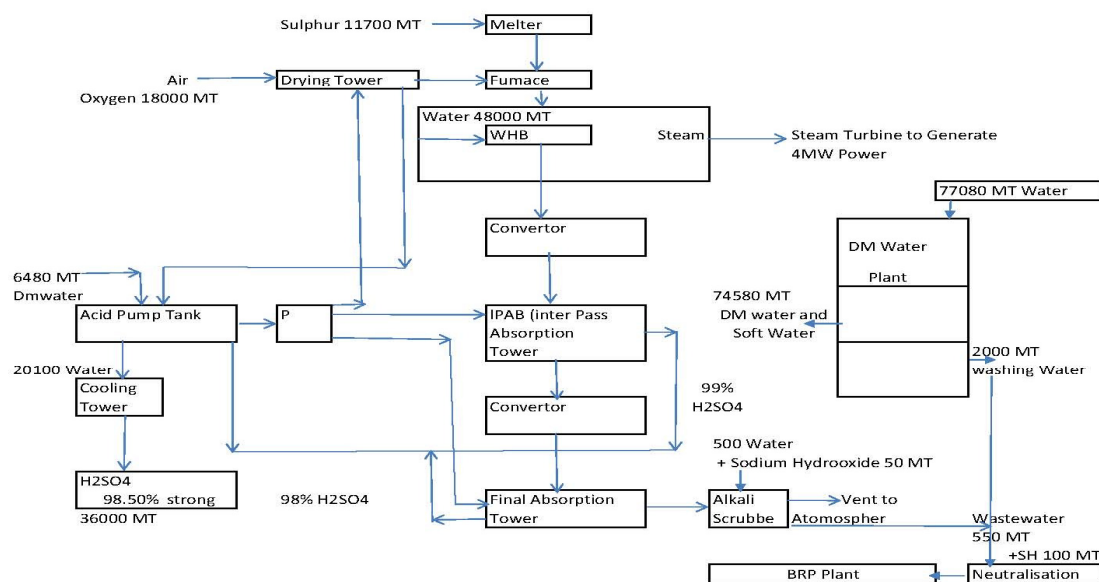 Sulphur 11700 MT
Melter
Air
Oxygen 18000 MT
Drying Tower
Furnace
Water 48000 MT
WHB
Steam
Steam Turbine to Generate
4MW Power
77080 MT Water
Convertor
DM Water
Plant
6480 MT
Dmwater
Acid Pump Tank
P
IPAB (inter Pass
Absorption
Tower
74580 MT
DM water and
Soft Water
2000 MT
washing Water
20100 Water
Cooling
Tower
99%
H2SO4
Convertor
500 Water
+ Sodium Hydrooxide 50 MT
H2SO4
98.50% strong
36000 MT
98% H2SO4
Final Absorption
Tower
Alkali
Scrubbe
Vent to
Atomospher
Wastewater
550 MT
+SH 100 MT
BRP Plant
Neutralisation